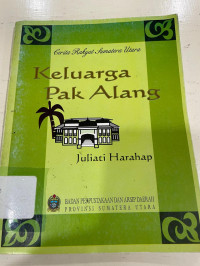 Cerita Rakyat Sumatera Utara
Keluarga
Pak Alang
Juliati Harahap
BADAN PERPUSTAKAAN DAN ARSIP DAERAH
PROVINSI SUMATERA UTARA